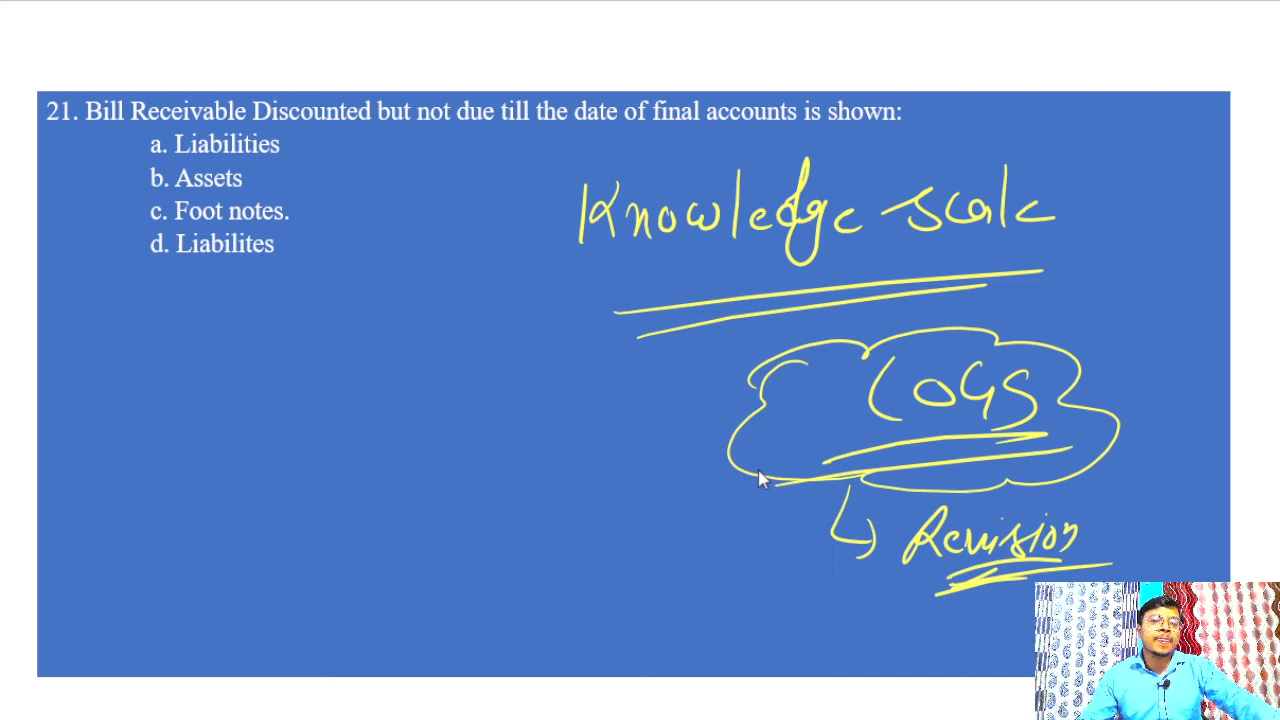 21. Bill Receivable Discounted but not due till the date of final accounts is shown:
a. Liabilities
b. Assets
c. Foot notes.
d. Liabilites
Knowledge scale
COGS
Revision